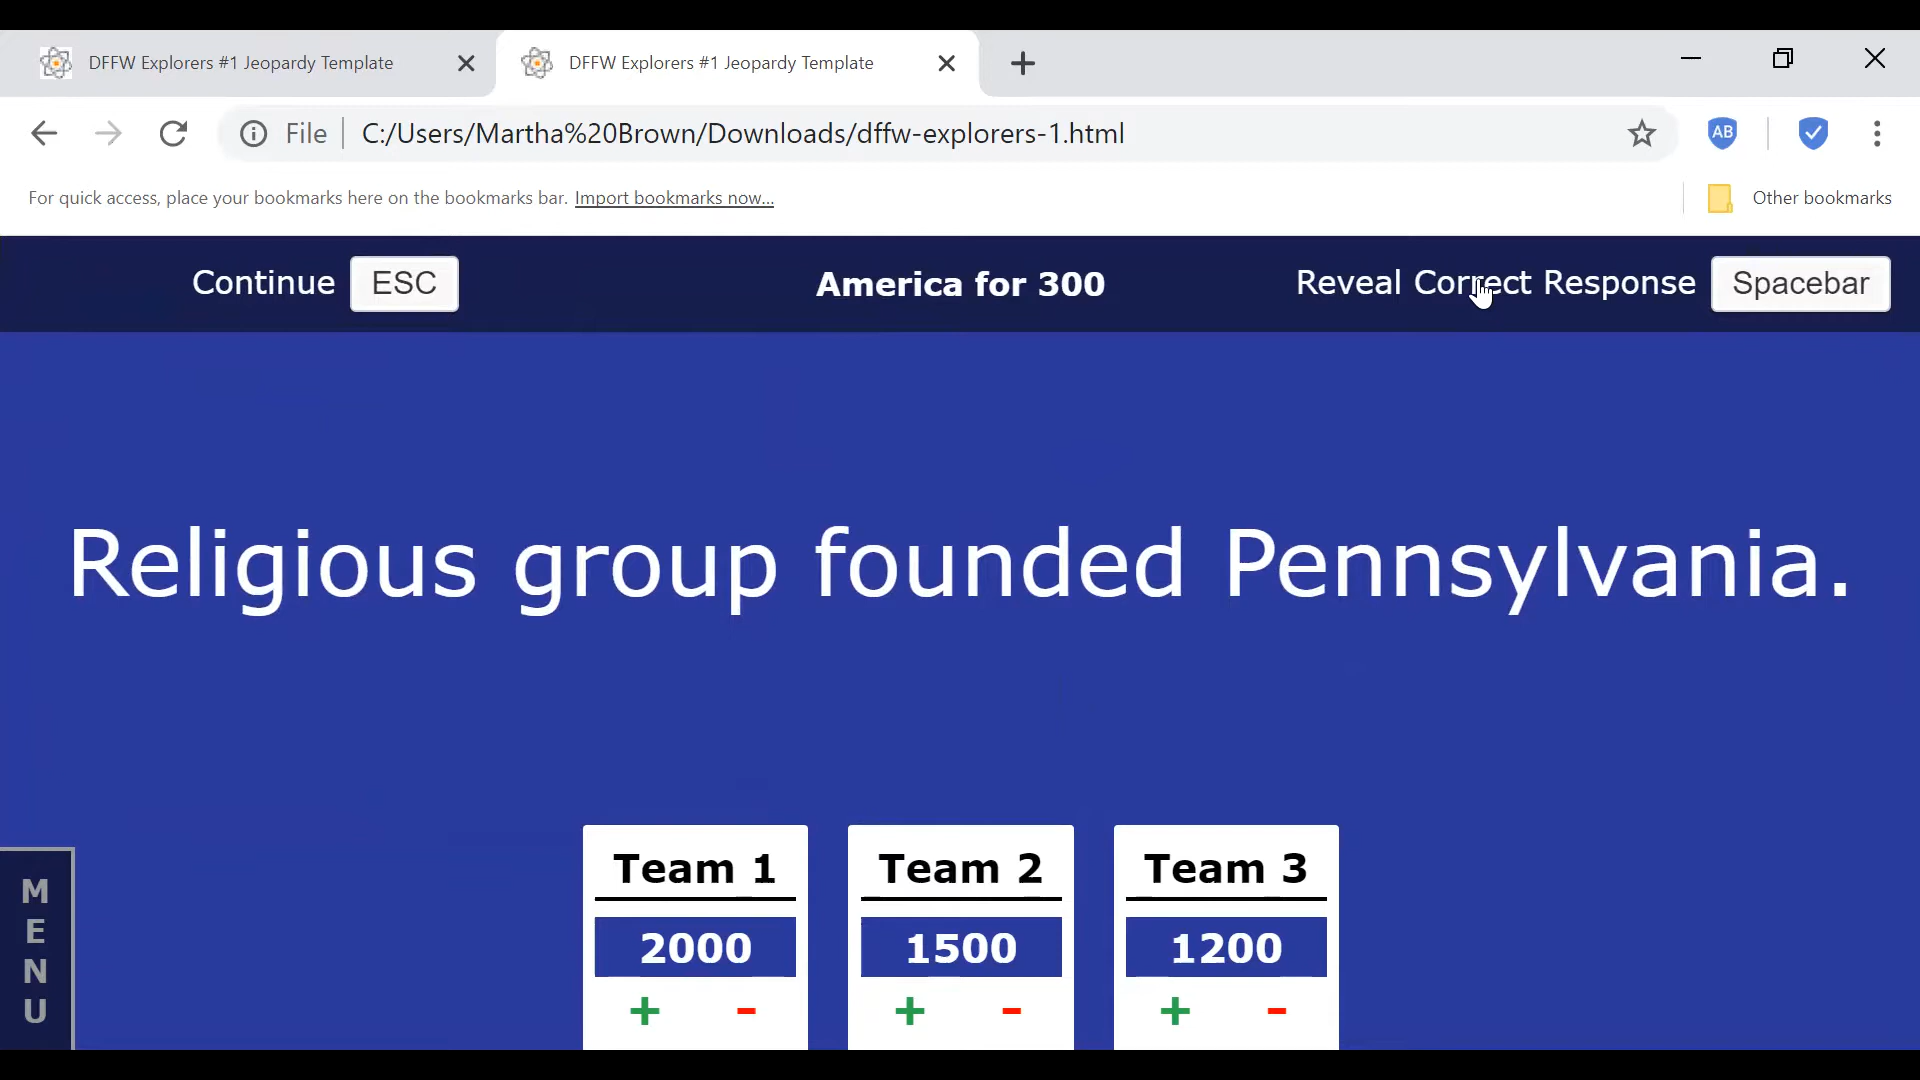 DFFW Explorers #1 Jeopardy Template
DFFW Explorers #1 Jeopardy Template
File
C:/Users/Martha%20Brown/Downloads/dffw-explorers-1.html
AB
For quick access, place your bookmarks here on the bookmarks bar. Import bookmarks now...
Other bookmarks
Continue ESC
America for 300
Reveal Correct Response Spacebar
Religious group founded Pennsylvania.
MENU
Team 1
2000
+ -
Team 2
1500
+ -
Team 3
1200
+ -